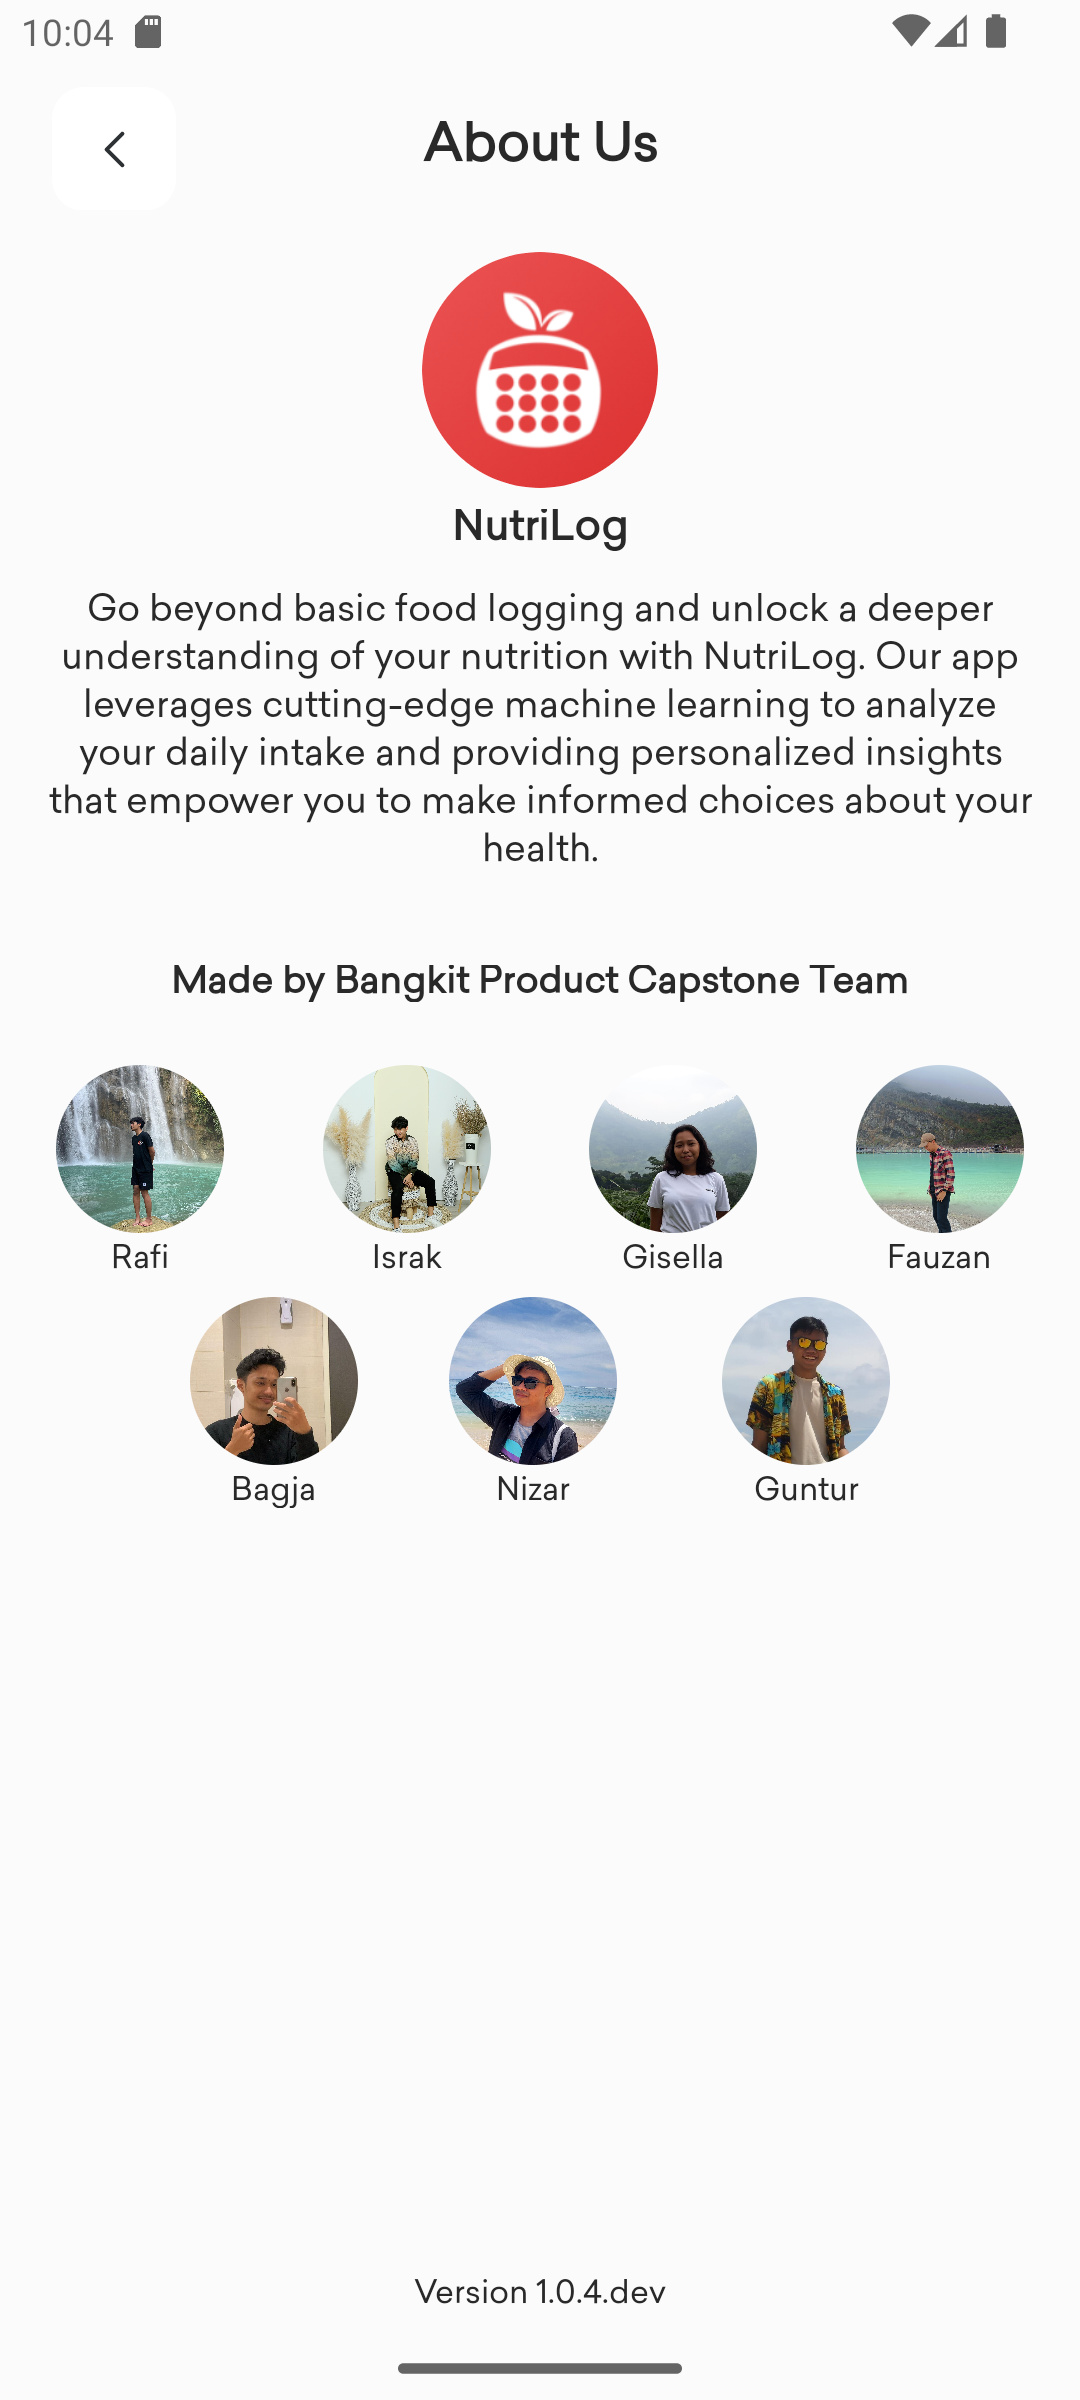 10:04
About Us
NutriLog
Go beyond basic food logging and unlock a deeper
understanding of your nutrition with NutriLog. Our app
leverages cutting-edge machine learning to analyze
your daily intake and providing personalized insights
that empower you to make informed choices about your
health.
Made by Bangkit Product Capstone Team
Rafi Israk Gisella Fauzan
Bagja Nizar Guntur
Version 1.0.4.dev